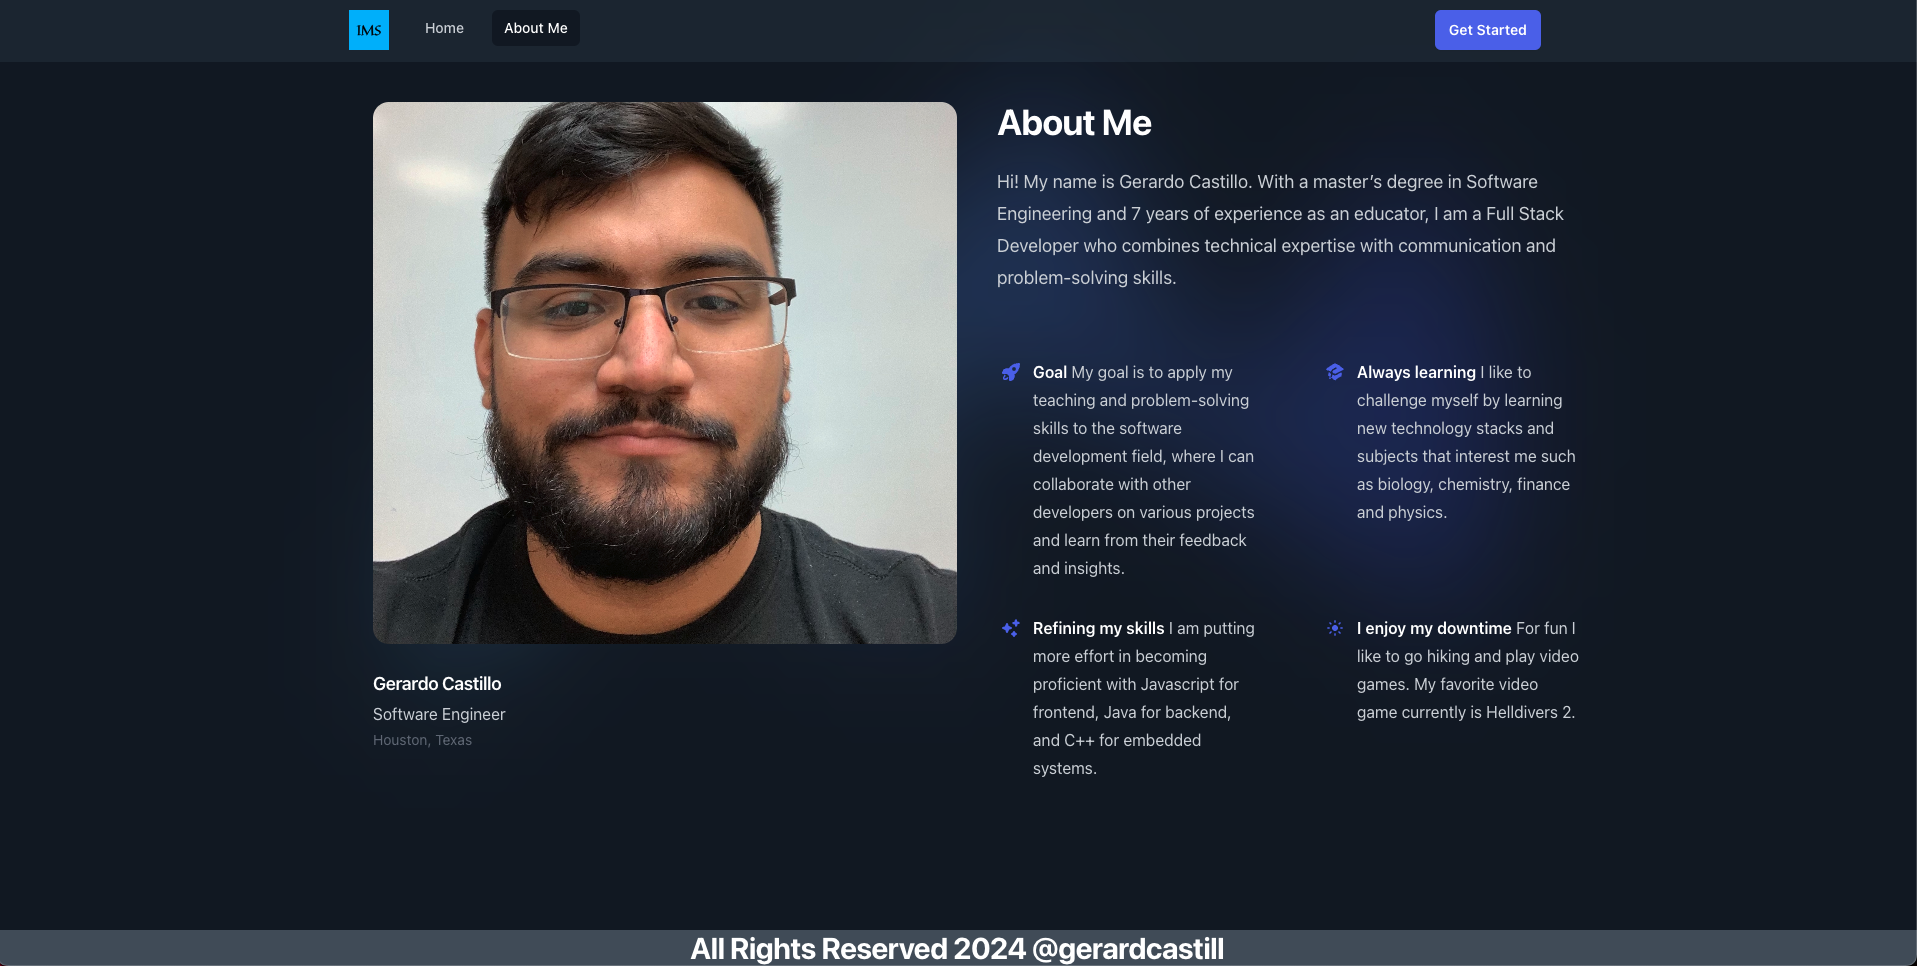 IMS
Home
About Me
Get Started
About Me
Hi! My name is Gerardo Castillo. With a master’s degree in Software
Engineering and 7 years of experience as an educator, I am a Full Stack
Developer who combines technical expertise with communication and
problem-solving skills.
Goal My goal is to apply my
teaching and problem-solving
skills to the software
development field, where I can
collaborate with other
developers on various projects
and learn from their feedback
and insights.
Always learning I like to
challenge myself by learning
new technology stacks and
subjects that interest me such
as biology, chemistry, finance
and physics.
Refining my skills I am putting
more effort in becoming
proficient with Javascript for
frontend, Java for backend,
and C++ for embedded
systems.
I enjoy my downtime For fun I
like to go hiking and play video
games. My favorite video
game currently is Helldivers 2.
Gerardo Castillo
Software Engineer
Houston, Texas
All Rights Reserved 2024 @gerardcastill